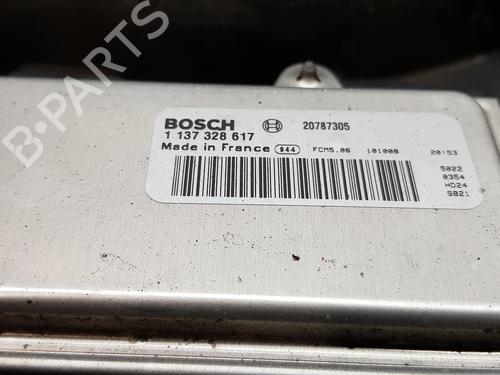 B-PARTS
BOSCH 20787305
1 137 328 617
Made in France 944 FCM5.06 101008 20:53
5022
0354
HD24
S821